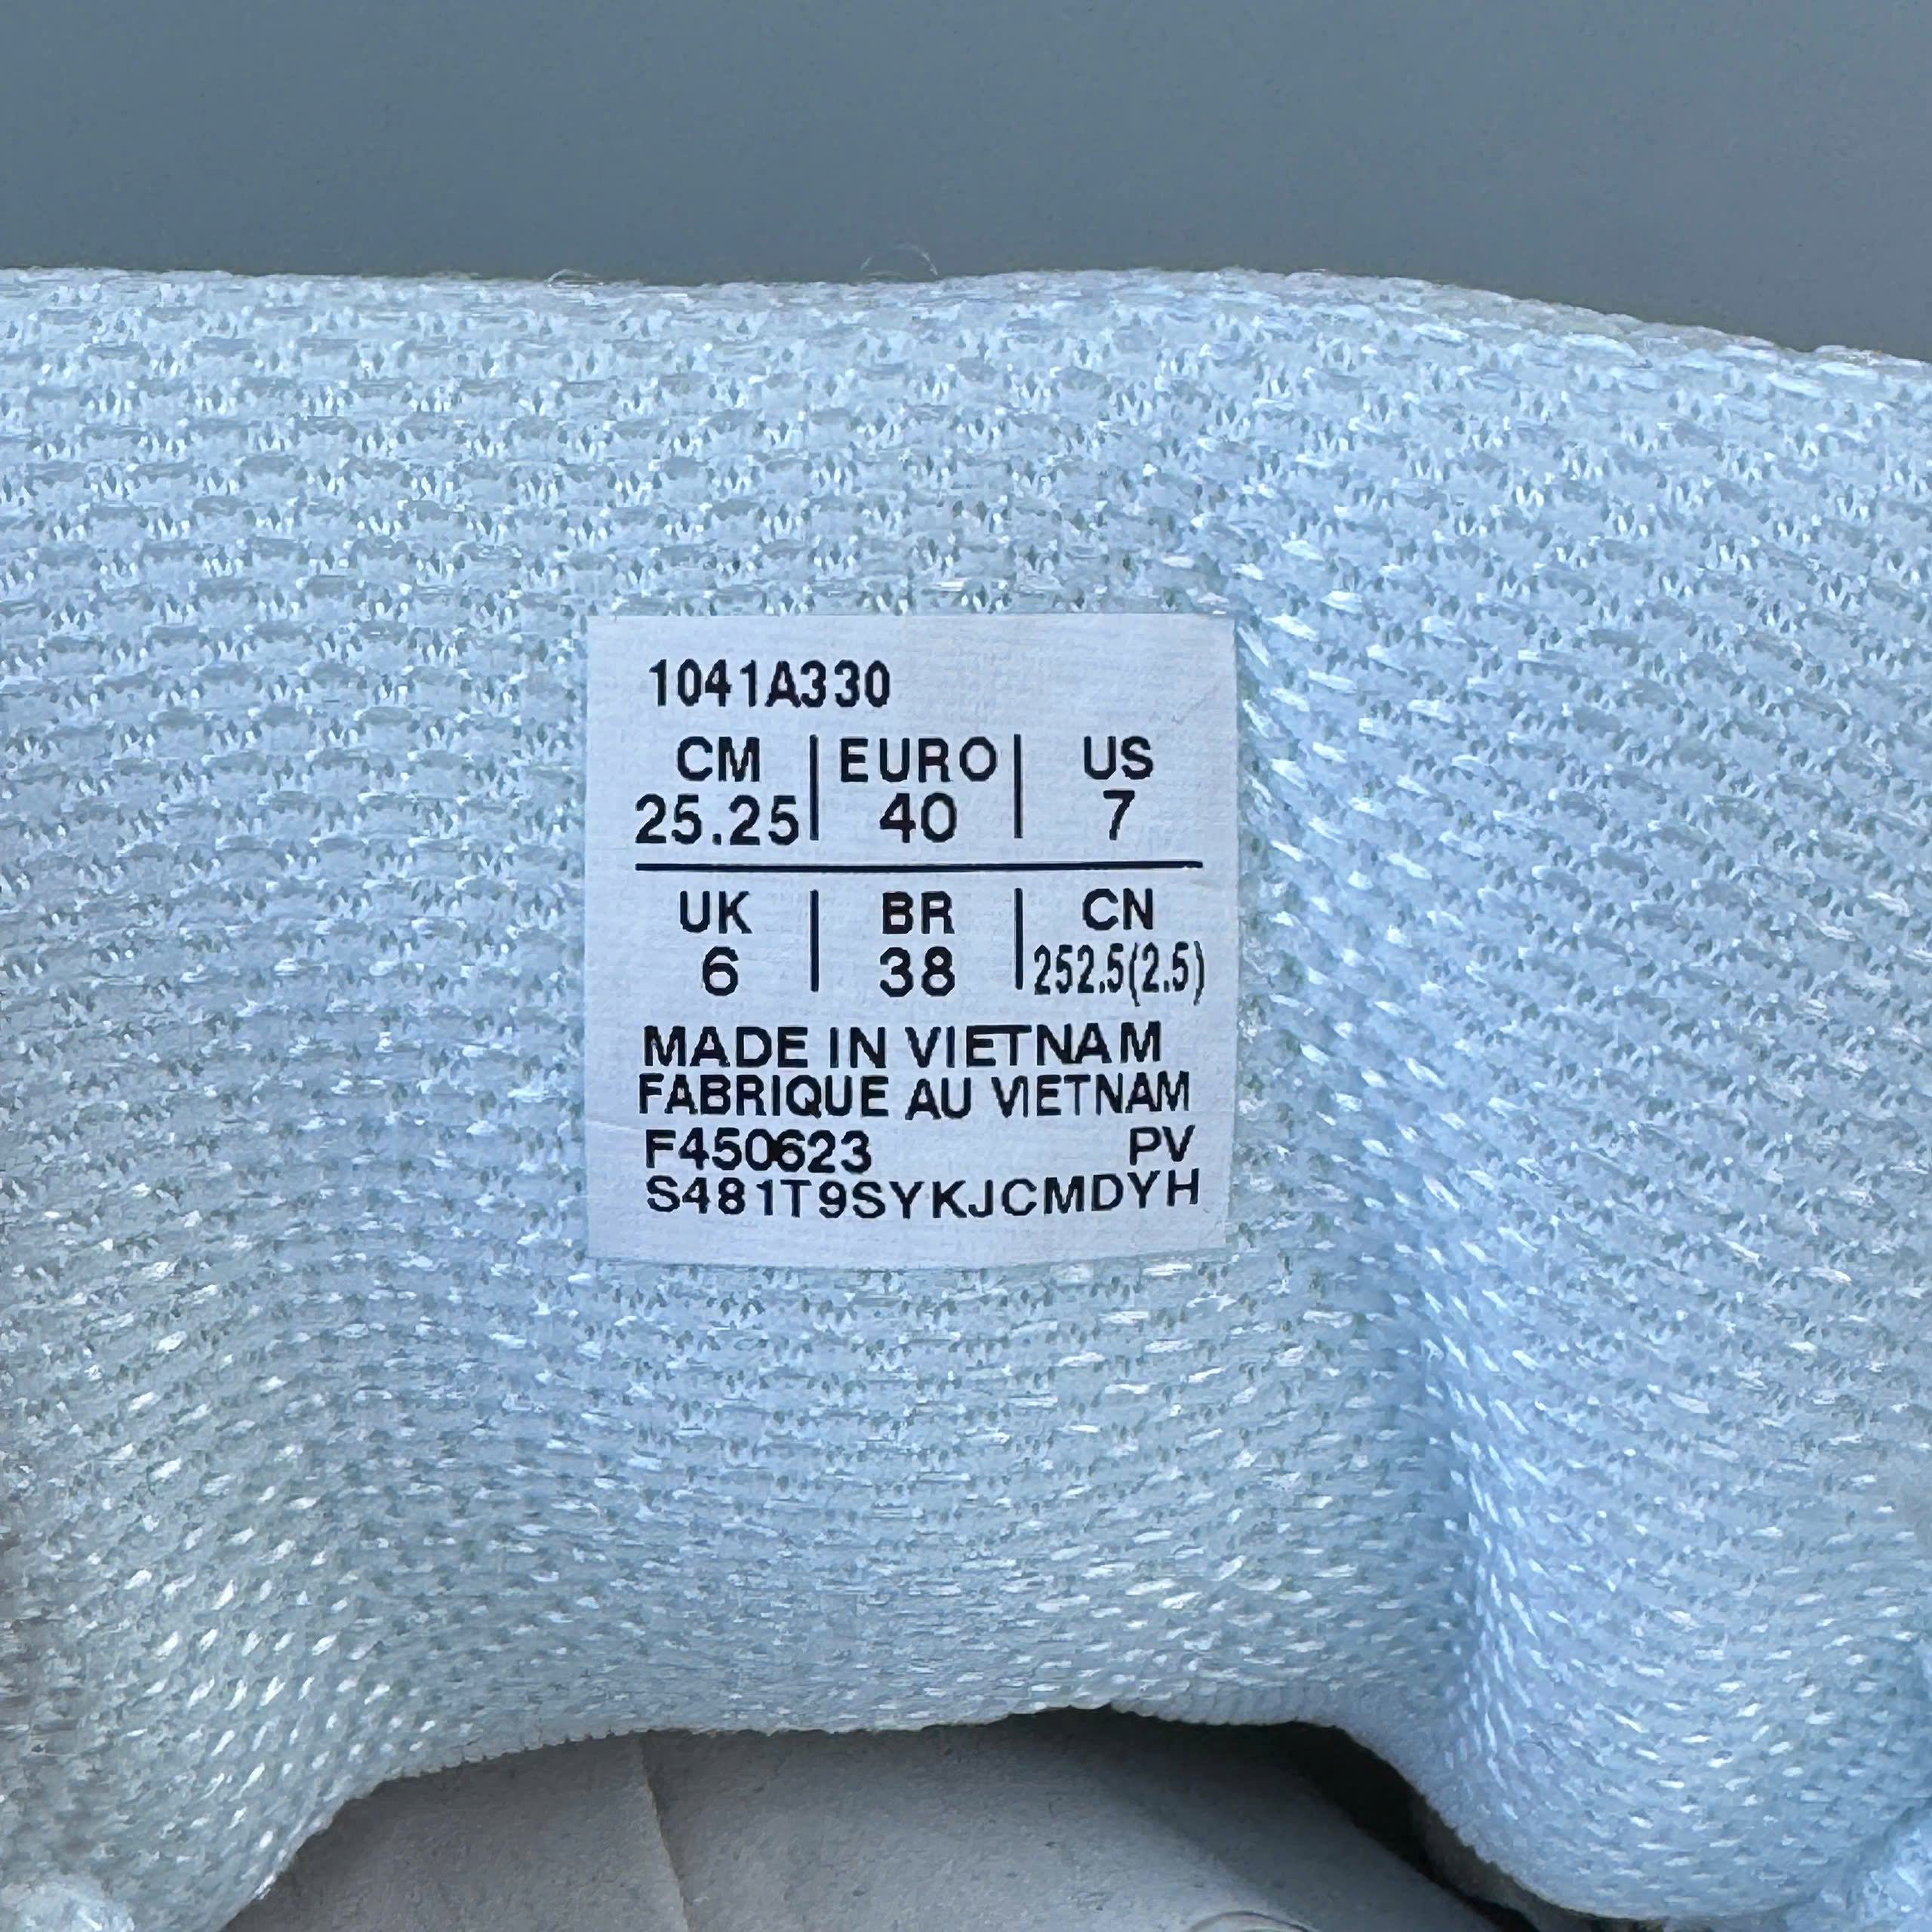 1041A330
CM | EURO | US
25.25 | 40 | 7
UK | BR | CN
6 | 38 | 252.5(2.5)
MADE IN VIETNAM
FABRIQUE AU VIETNAM
F450623 PV
S481T9SYKJCMDYH